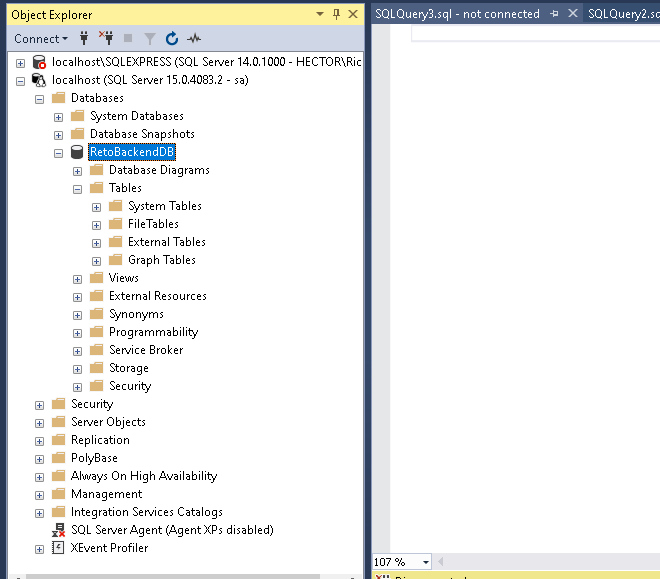 Object Explorer
SQLQuery3.sql - not connected
SQLQuery2.sq
Connect
localhost\SQLEXPRESS (SQL Server 14.0.1000 - HECTOR\Ric
localhost (SQL Server 15.0.4083.2 - sa)
Databases
System Databases
Database Snapshots
RetoBackendDB
Database Diagrams
Tables
System Tables
FileTables
External Tables
Graph Tables
Views
External Resources
Synonyms
Programmability
Service Broker
Storage
Security
Security
Server Objects
Replication
PolyBase
Always On High Availability
Management
Integration Services Catalogs
SQL Server Agent (Agent XPs disabled)
XEvent Profiler
107 %